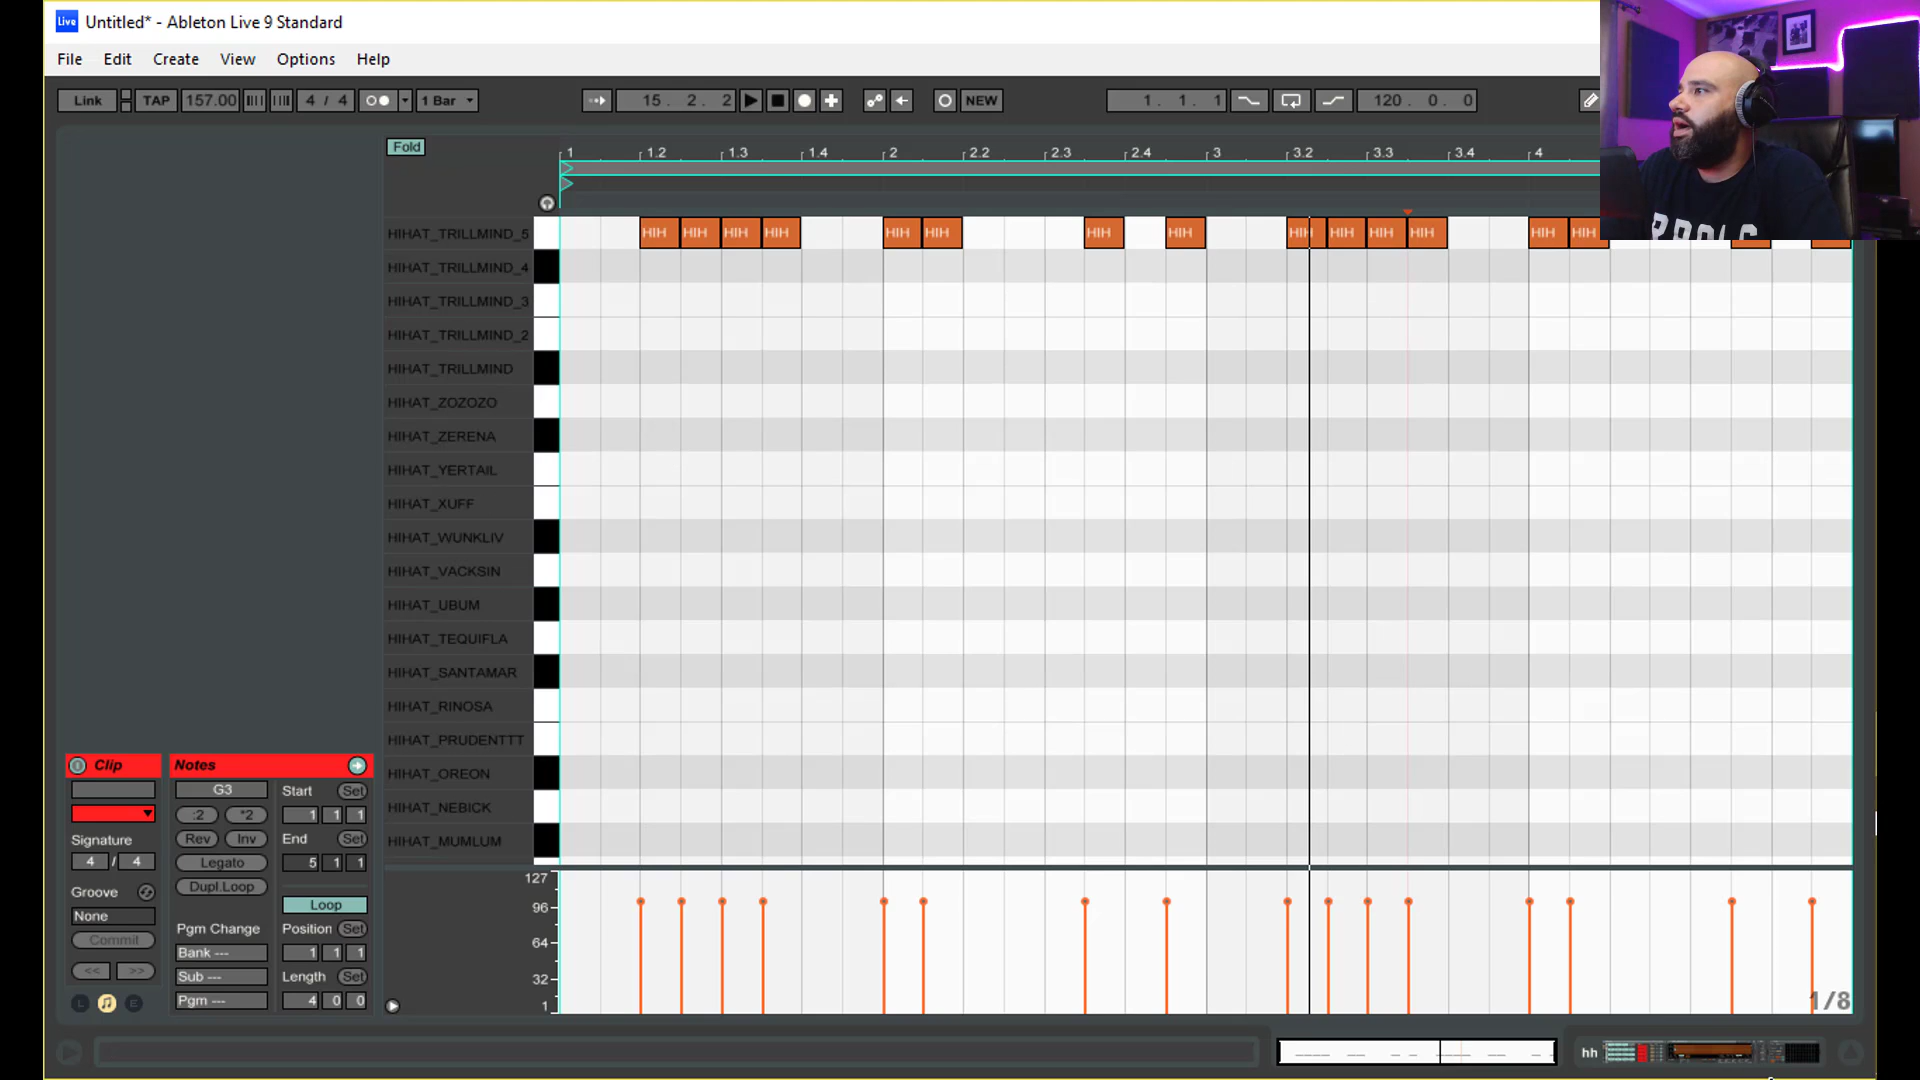 Live Untitled* - Ableton Live 9 Standard
File Edit Create View Options Help
Link TAP 157.00 4 / 4 1 Bar 15. 2. 2 NEW 1. 1. 1 120. 0. 0
Fold
1 1.2 1.3 1.4 2 2.2 2.3 2.4 3 3.2 3.3 3.4 4
HIHAT_TRILLMIND_5 HIH HIH HIH HIH HIH HIH HIH HIH HIH HIH HIH HIH HIH HIH
HIHAT_TRILLMIND_4
HIHAT_TRILLMIND_3
HIHAT_TRILLMIND_2
HIHAT_TRILLMIND
HIHAT_ZOZOZO
HIHAT_ZERENA
HIHAT_YERTAIL
HIHAT_XUFF
HIHAT_WUNKLIV
HIHAT_VACKSIN
HIHAT_UBUM
HIHAT_TEQUIFLA
HIHAT_SANTAMAR
HIHAT_RINOSA
HIHAT_PRUDENTTT
HIHAT_OREON
HIHAT_NEBICK
HIHAT_MUMLUM
Clip
Signature
4 / 4
Groove
None
Commit
<< >>
L E
Notes
G3
:2 *2
Rev Inv
Legato
Dupl.Loop
Pgm Change
Bank ---
Sub ---
Pgm ---
Start Set
1 1 1
End Set
5 1 1
Loop
Position Set
1 1 1
Length Set
4 0 0
127
96
64
32
1
1/8
hh